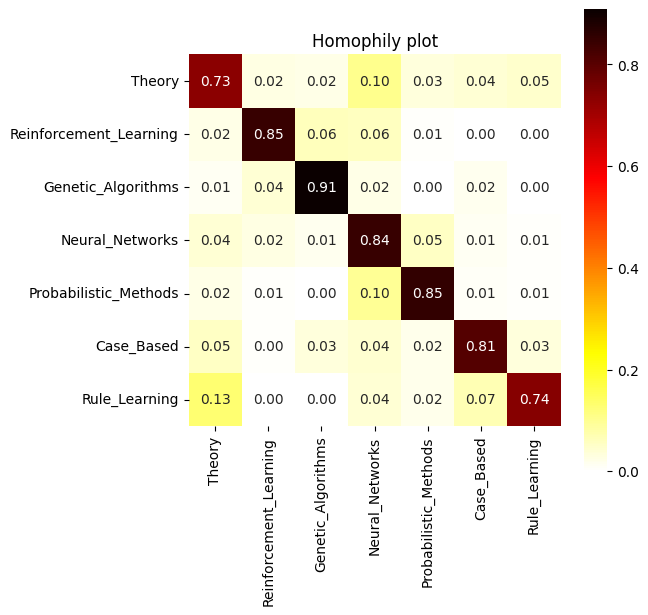 Homophily plot
Theory 0.73 0.02 0.02 0.10 0.03 0.04 0.05
Reinforcement_Learning 0.02 0.85 0.06 0.06 0.01 0.00 0.00
Genetic_Algorithms 0.01 0.04 0.91 0.02 0.00 0.02 0.00
Neural_Networks 0.04 0.02 0.01 0.84 0.05 0.01 0.01
Probabilistic_Methods 0.02 0.01 0.00 0.10 0.85 0.01 0.01
Case_Based 0.05 0.00 0.03 0.04 0.02 0.81 0.03
Rule_Learning 0.13 0.00 0.00 0.04 0.02 0.07 0.74
Theory
Reinforcement_Learning
Genetic_Algorithms
Neural_Networks
Probabilistic_Methods
Case_Based
Rule_Learning
0.8
0.6
0.4
0.2
0.0